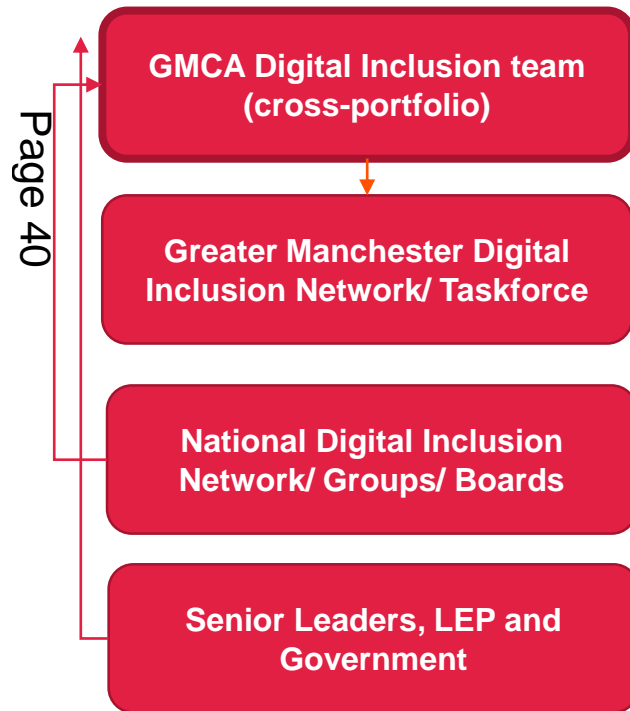 GMCA Digital Inclusion team
(cross-portfolio)
Page 40
Greater Manchester Digital
Inclusion Network/ Taskforce
National Digital Inclusion
Network/ Groups/ Boards
Senior Leaders, LEP and
Government